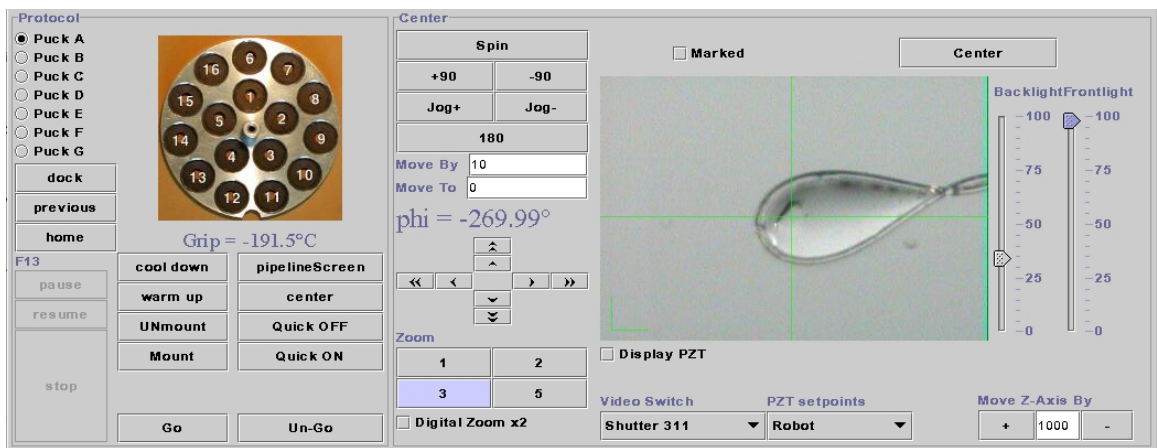 Protocol
Puck A
Puck B
Puck C
Puck D
Puck E
Puck F
Puck G
dock
previous
home
6
16
7
1
15
8
5
2
14
9
4
3
13
10
12
11
Grip = -191.5°C
F13
pause
resume
stop
cool down
pipelineScreen
warm up
center
UNmount
Quick OFF
Mount
Quick ON
Go
Un-Go
Center
Spin
+90
-90
Jog+
Jog-
180
Move By 10
Move To 0
phi = -269.99°
Zoom
1
2
3
5
Digital Zoom x2
Marked
Center
Backlight
Frontlight
100
75
50
25
0
100
75
50
25
0
Display PZT
Video Switch
Shutter 311
PZT setpoints
Robot
Move Z-Axis By
+
1000
-